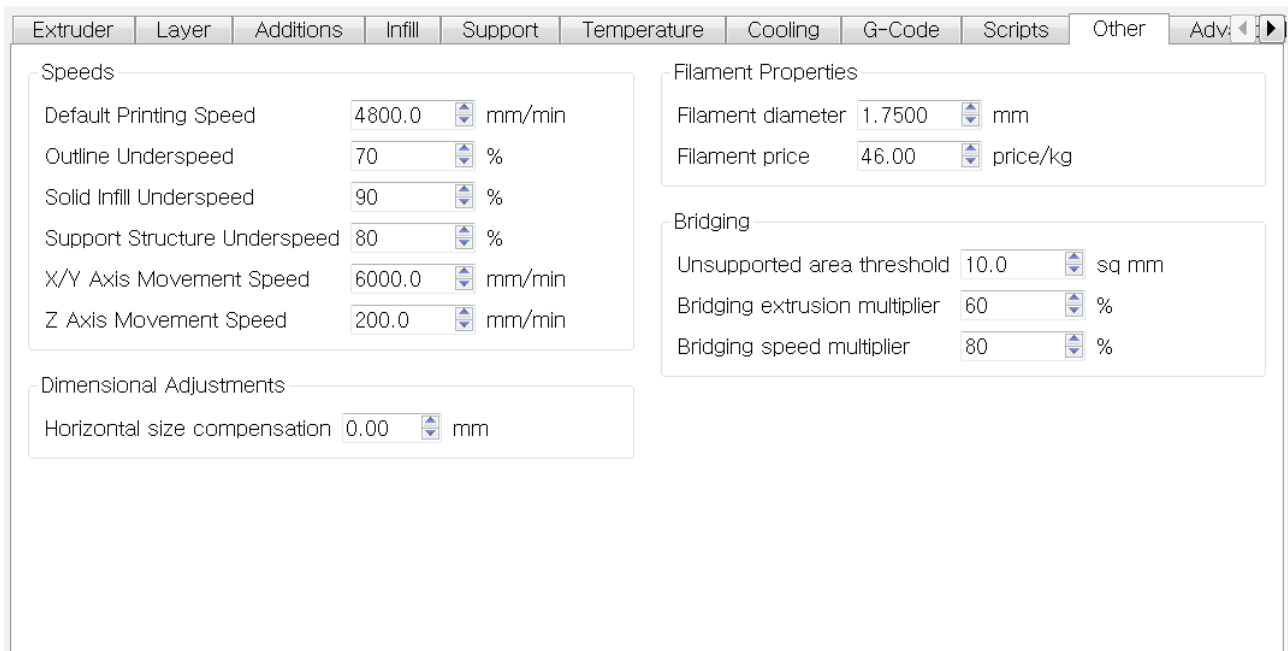 Extruder Layer Additions Infill Support Temperature Cooling G-Code Scripts Other
Speeds
Default Printing Speed 4800.0 mm/min
Outline Underspeed 70 %
Solid Infill Underspeed 90 %
Support Structure Underspeed 80 %
X/Y Axis Movement Speed 6000.0 mm/min
Z Axis Movement Speed 200.0 mm/min
Dimensional Adjustments
Horizontal size compensation 0.00 mm
Filament Properties
Filament diameter 1.7500 mm
Filament price 46.00 price/kg
Bridging
Unsupported area threshold 10.0 sq mm
Bridging extrusion multiplier 60 %
Bridging speed multiplier 80 %